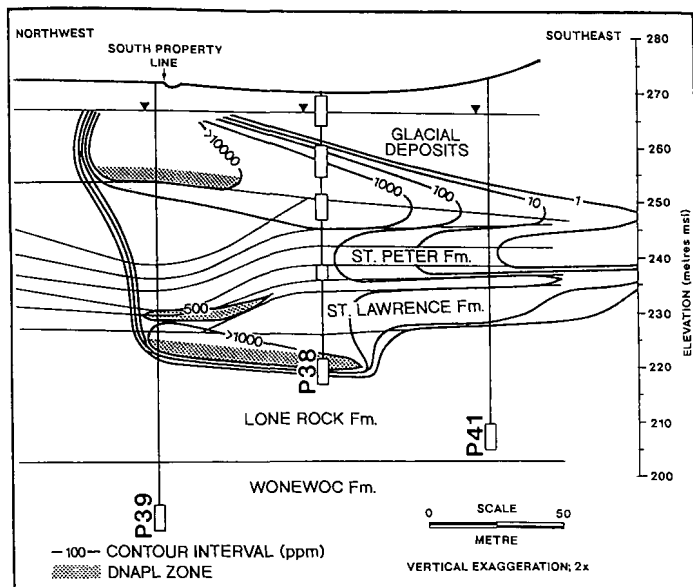 NORTHWEST
SOUTHEAST
SOUTH PROPERTY
LINE
280
270
260
250
240
230
220
210
200
ELEVATION (metres msl)
GLACIAL
DEPOSITS
>10000
1000
100
10
1
ST. PETER Fm.
500
ST. LAWRENCE Fm.
>1000
P38
LONE ROCK Fm.
P41
WONEWOC Fm.
P39
0 SCALE 50
METRE
—100— CONTOUR INTERVAL (ppm)
DNAPL ZONE
VERTICAL EXAGGERATION; 2x